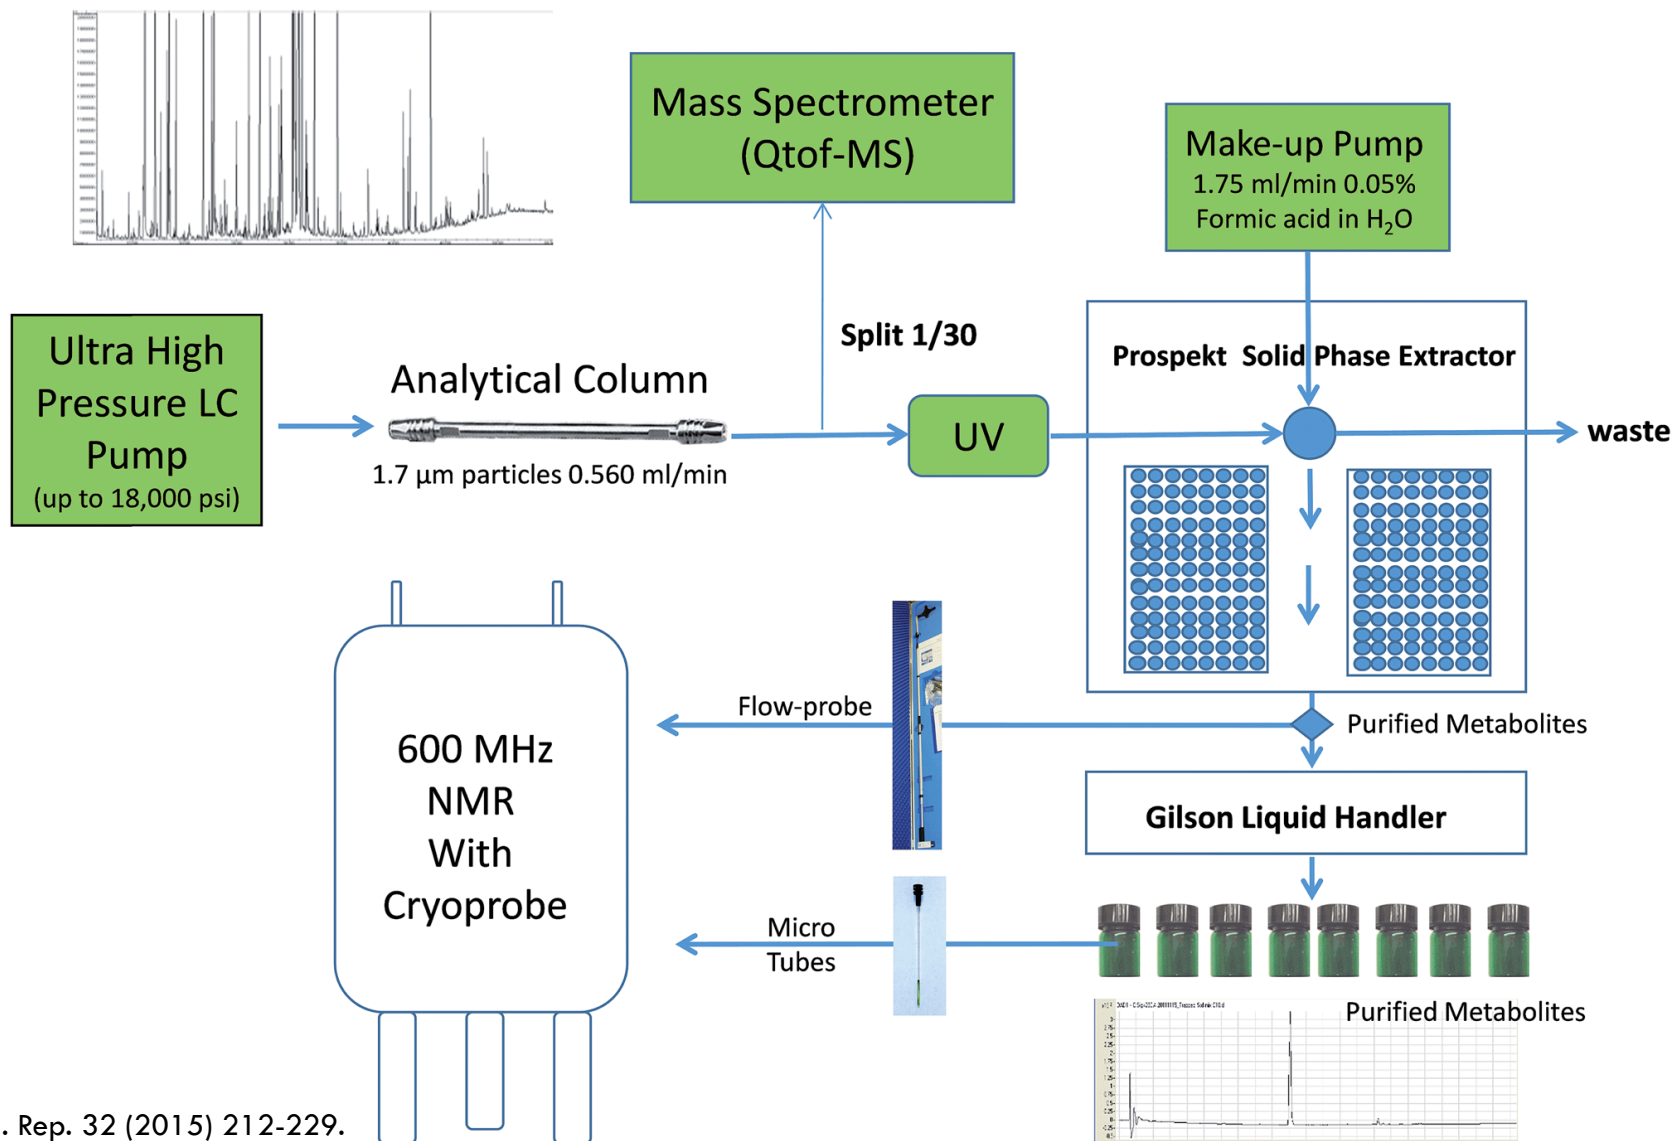 Mass Spectrometer
(Qtof-MS)
Make-up Pump
1.75 ml/min 0.05%
Formic acid in H₂O
Ultra High
Pressure LC
Pump
(up to 18,000 psi)
Analytical Column
1.7 µm particles 0.560 ml/min
Split 1/30
UV
Prospekt Solid Phase Extractor
waste
Flow-probe
Purified Metabolites
600 MHz
NMR
With
Cryoprobe
Gilson Liquid Handler
Micro
Tubes
Purified Metabolites
. Rep. 32 (2015) 212-229.